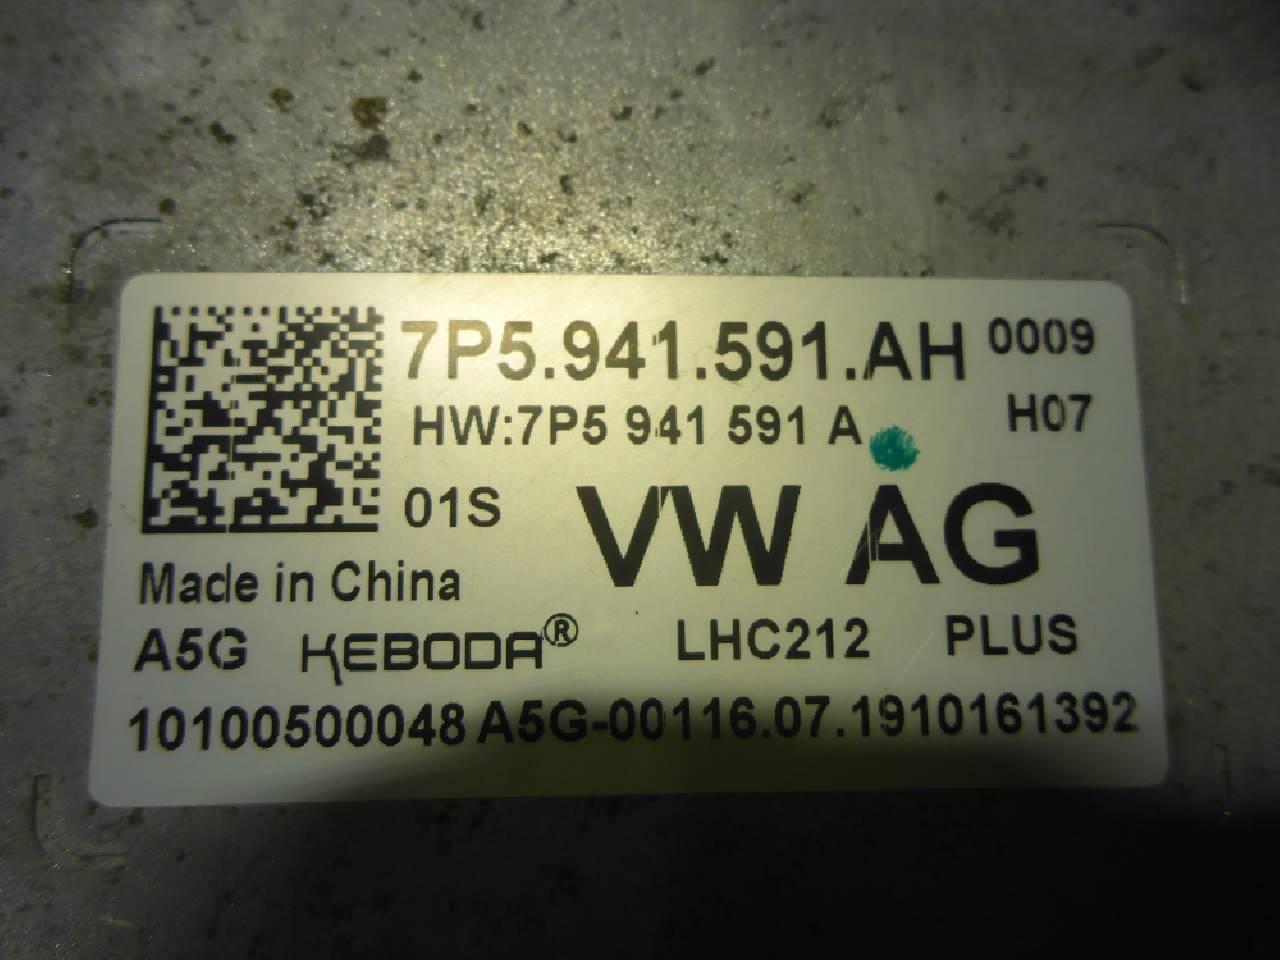 7P5.941.591.AH 0009
HW:7P5 941 591 A H07
01S VW AG
Made in China
A5G KEBODA® LHC212 PLUS
10100500048 A5G-00116.07.1910161392